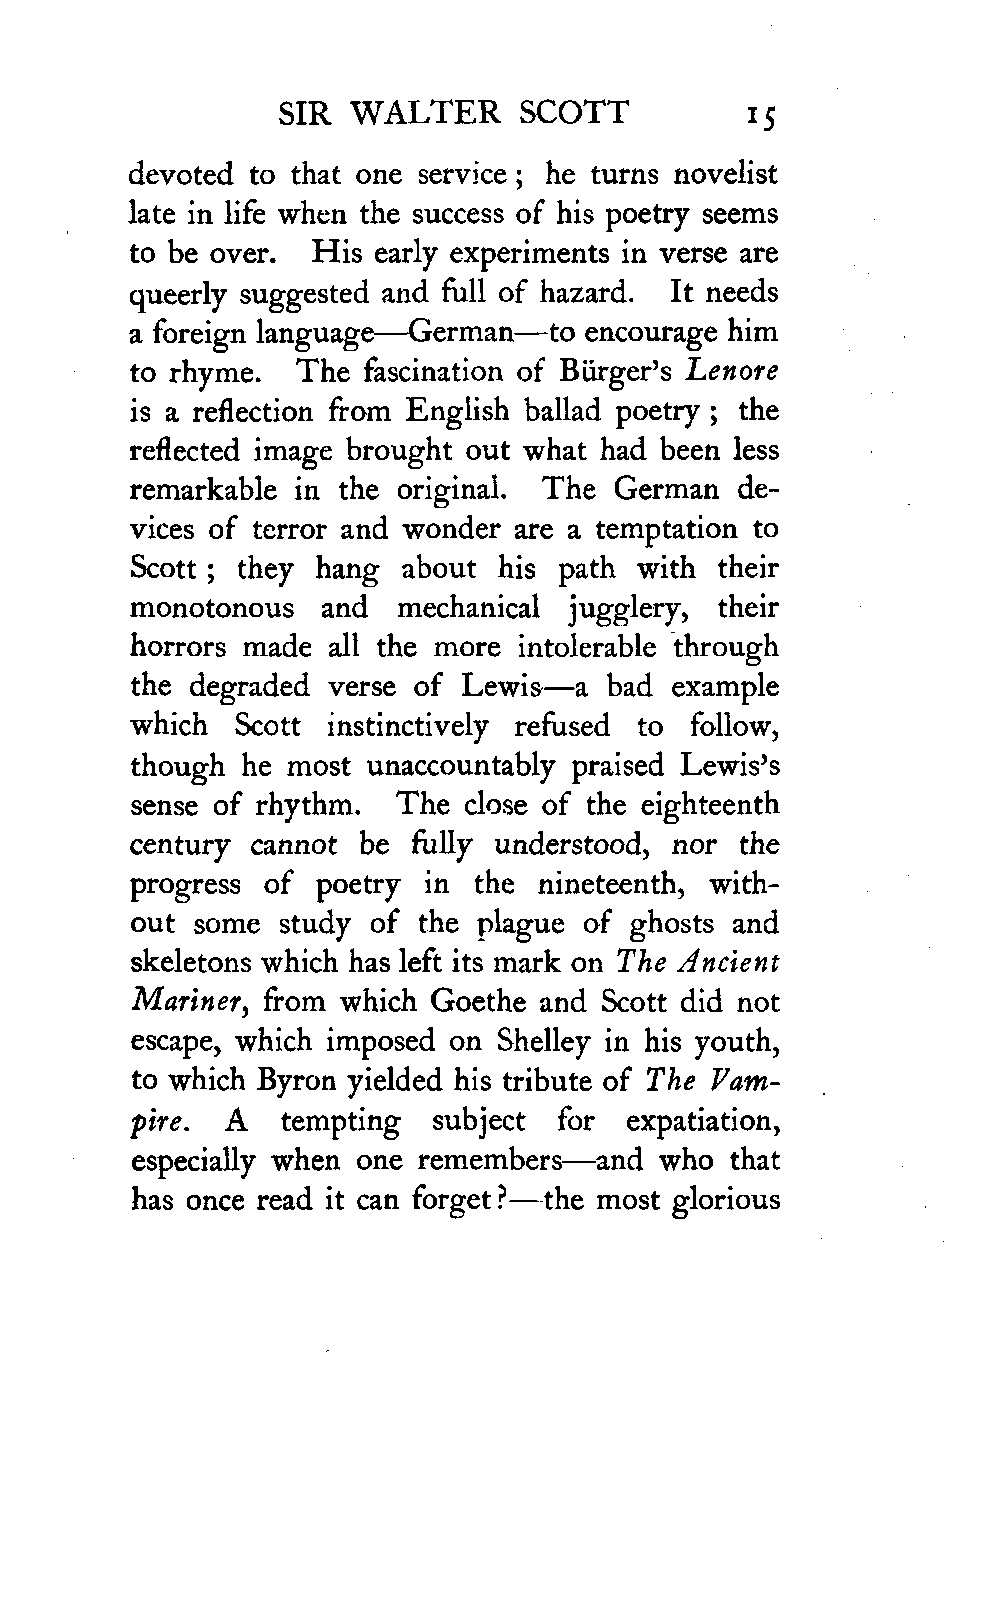 SIR WALTER SCOTT 15
devoted to that one service ; he turns novelist
late in life when the success of his poetry seems
to be over. His early experiments in verse are
queerly suggested and full of hazard. It needs
a foreign language—German—to encourage him
to rhyme. The fascination of Bürger's Lenore
is a reflection from English ballad poetry ; the
reflected image brought out what had been less
remarkable in the original. The German de-
vices of terror and wonder are a temptation to
Scott ; they hang about his path with their
monotonous and mechanical jugglery, their
horrors made all the more intolerable through
the degraded verse of Lewis—a bad example
which Scott instinctively refused to follow,
though he most unaccountably praised Lewis's
sense of rhythm. The close of the eighteenth
century cannot be fully understood, nor the
progress of poetry in the nineteenth, with-
out some study of the plague of ghosts and
skeletons which has left its mark on The Ancient
Mariner, from which Goethe and Scott did not
escape, which imposed on Shelley in his youth,
to which Byron yielded his tribute of The Vam-
pire. A tempting subject for expatiation,
especially when one remembers—and who that
has once read it can forget ?—the most glorious